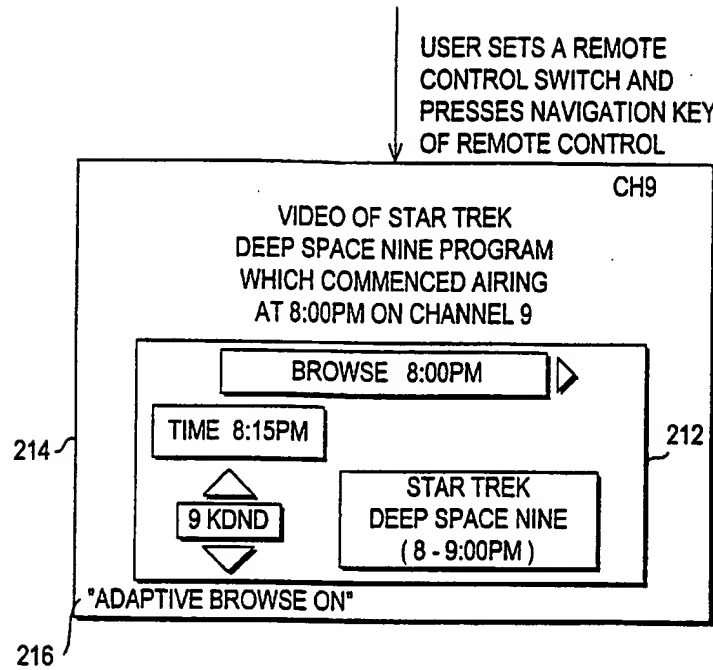 USER SETS A REMOTE
CONTROL SWITCH AND
PRESSES NAVIGATION KEY
OF REMOTE CONTROL
CH9
VIDEO OF STAR TREK
DEEP SPACE NINE PROGRAM
WHICH COMMENCED AIRING
AT 8:00PM ON CHANNEL 9
BROWSE 8:00PM
TIME 8:15PM
214
212
9 KDND
STAR TREK
DEEP SPACE NINE
( 8 - 9:00PM )
"ADAPTIVE BROWSE ON"
216